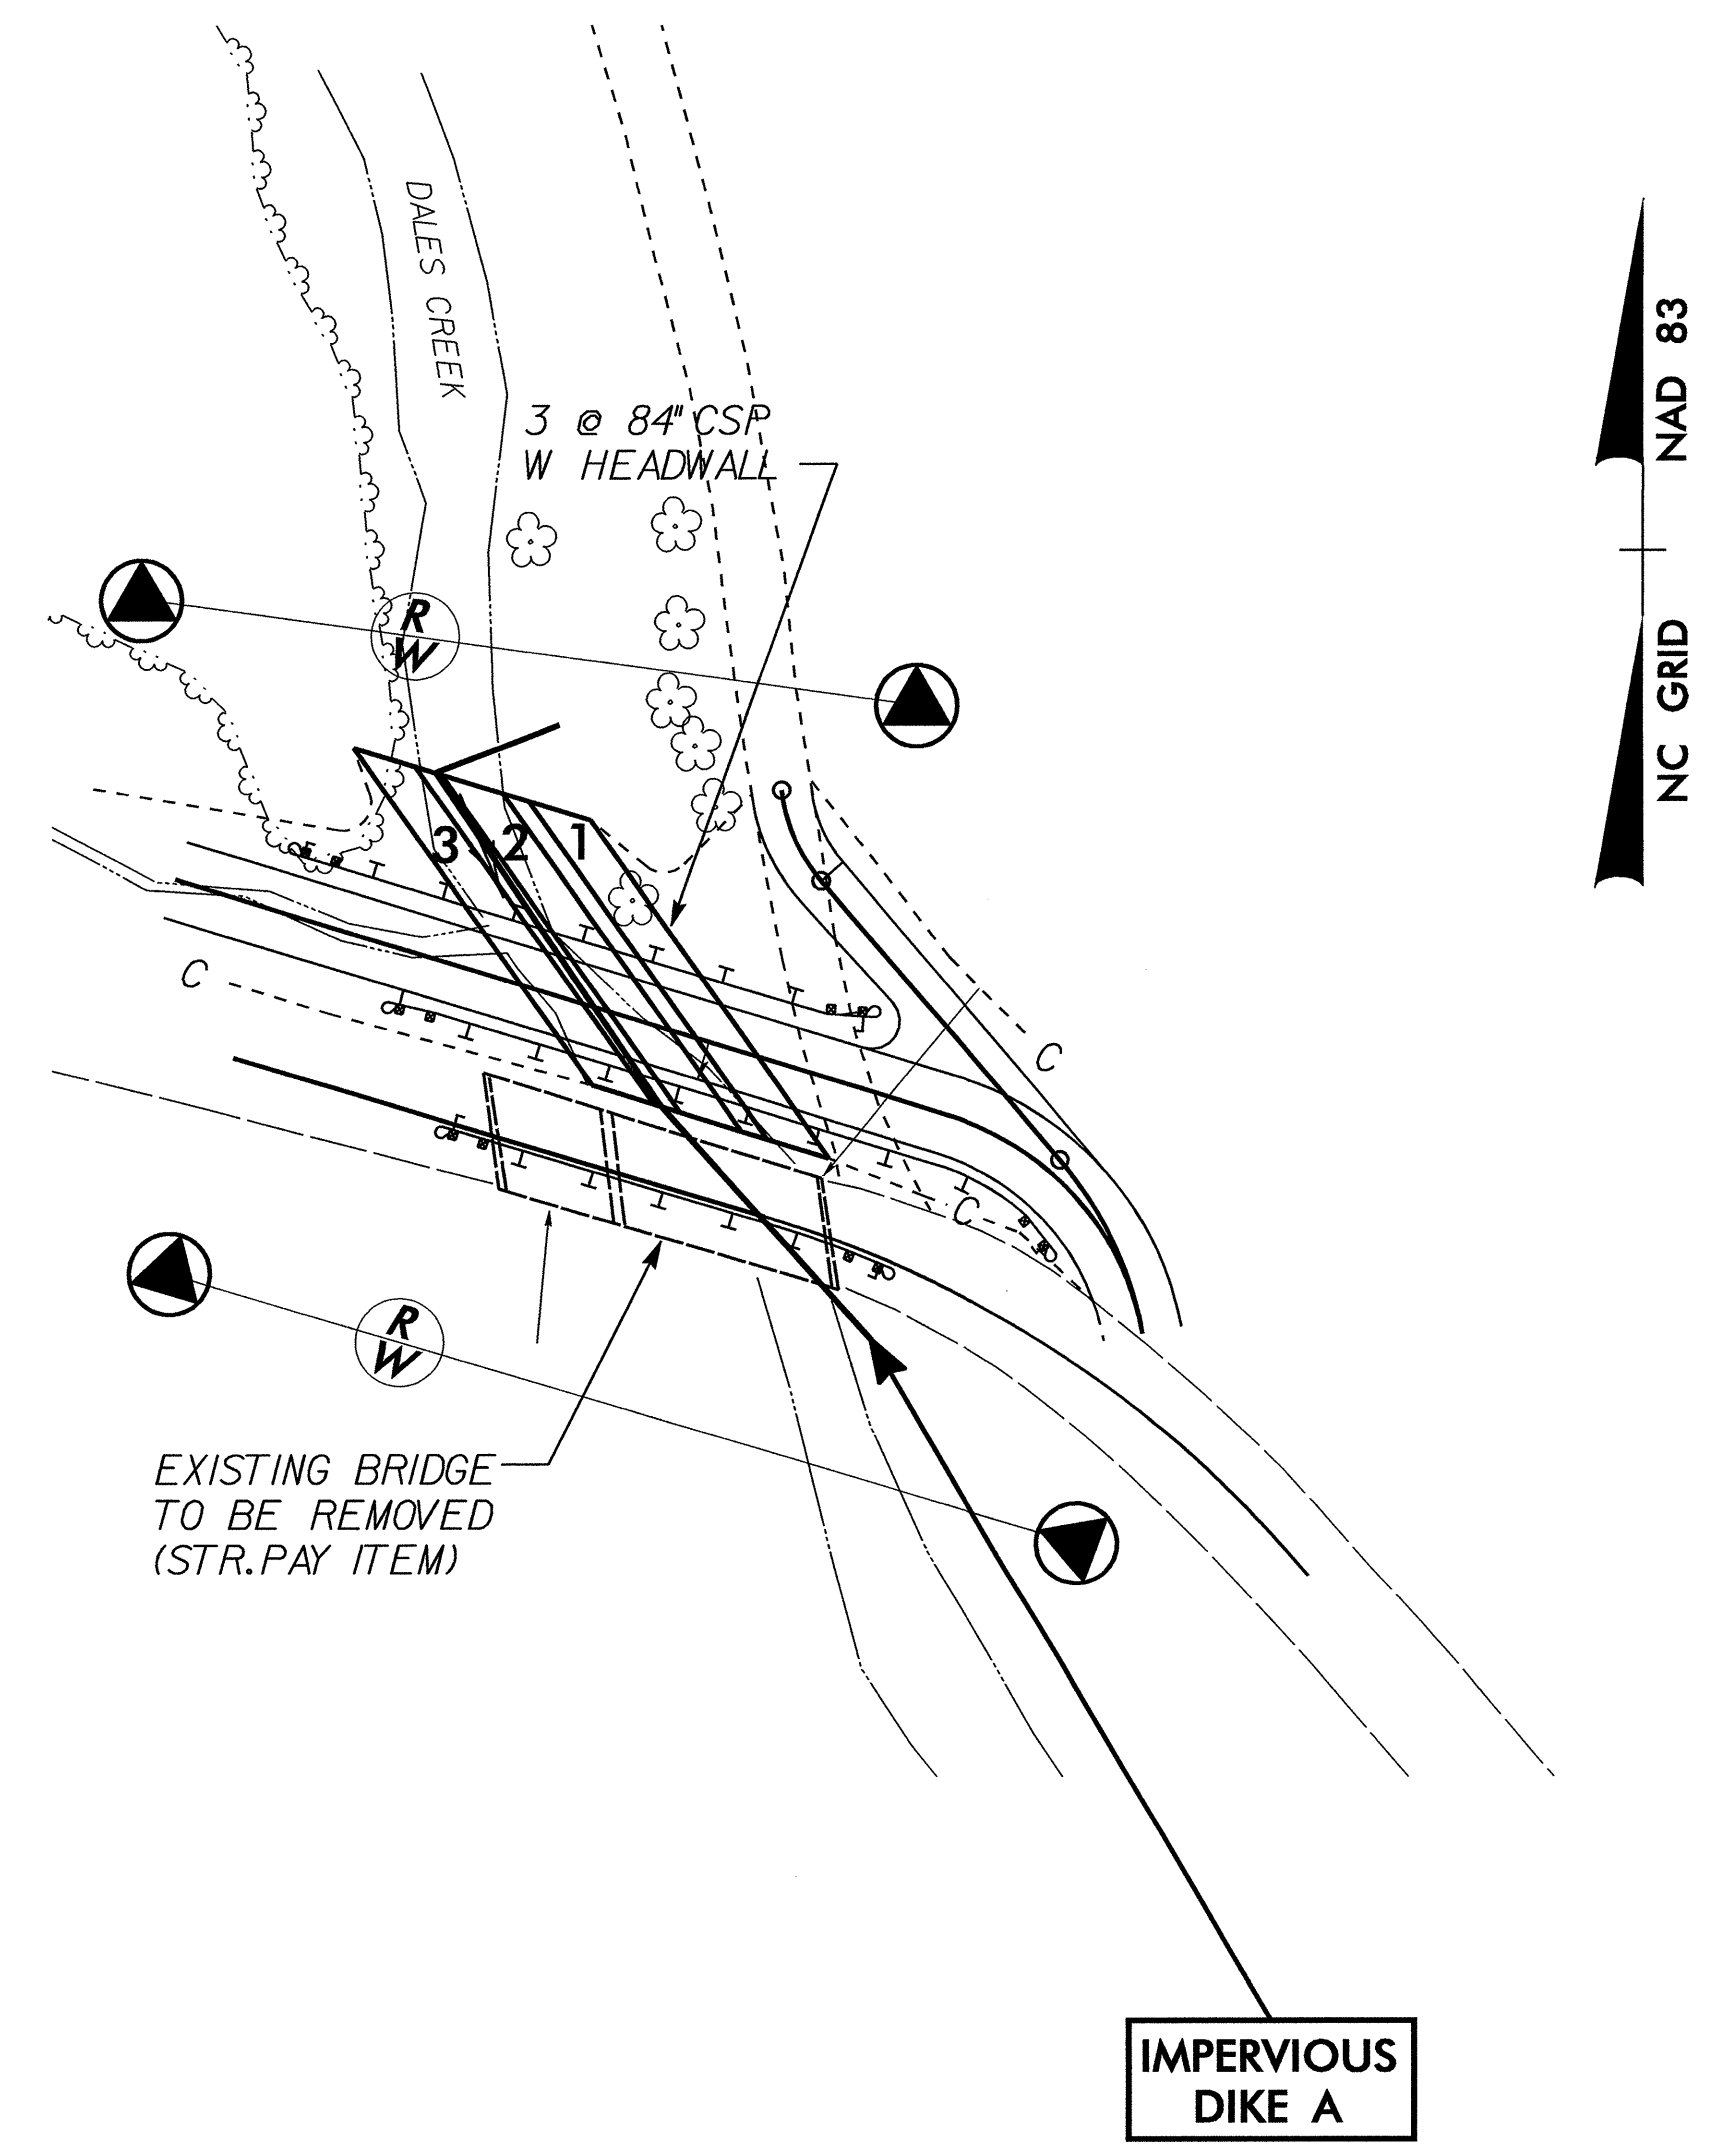 DALES CREEK
3 @ 84" CSP
W HEADWALL
NAD 83
NC GRID
R
W
3
2
1
C
C
C
R
W
EXISTING BRIDGE
TO BE REMOVED
(STR.PAY ITEM)
IMPERVIOUS
DIKE A